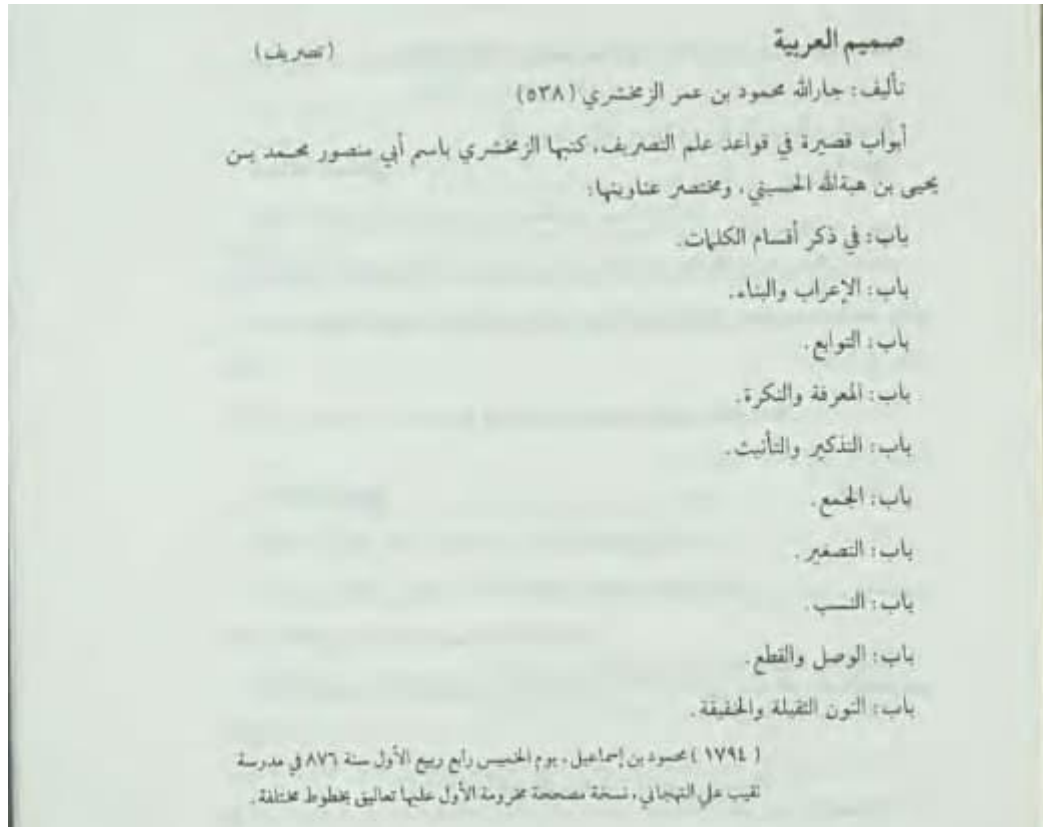 صميم العربية (تصريف)
تأليف: جارالله محمود بن عمر الزمخشري (٥٣٨)
أبواب قصيرة في قواعد علم التصريف، كتبها الزمخشري باسم أبي منصور محمد بن
يحيى بن هبةالله الحسيني، ومختصر عناوينها:
باب: في ذكر أقسام الكلمات.
باب: الإعراب والبناء.
باب: التوابع.
باب: المعرفة والنكرة.
باب: التذكير والتأنيث.
باب: الجمع.
باب: التصغير.
باب: النسب.
باب: الوصل والقطع.
باب: النون الثقيلة والخفيفة.
(١٧٩٤) محمود بن إسماعيل، يوم الخميس رابع ربيع الأول سنة ٨٧٦ في مدرسة
نقيب علي، نسخة مصححة مخرومة الأول عليها تعاليق بخطوط مختلفة.